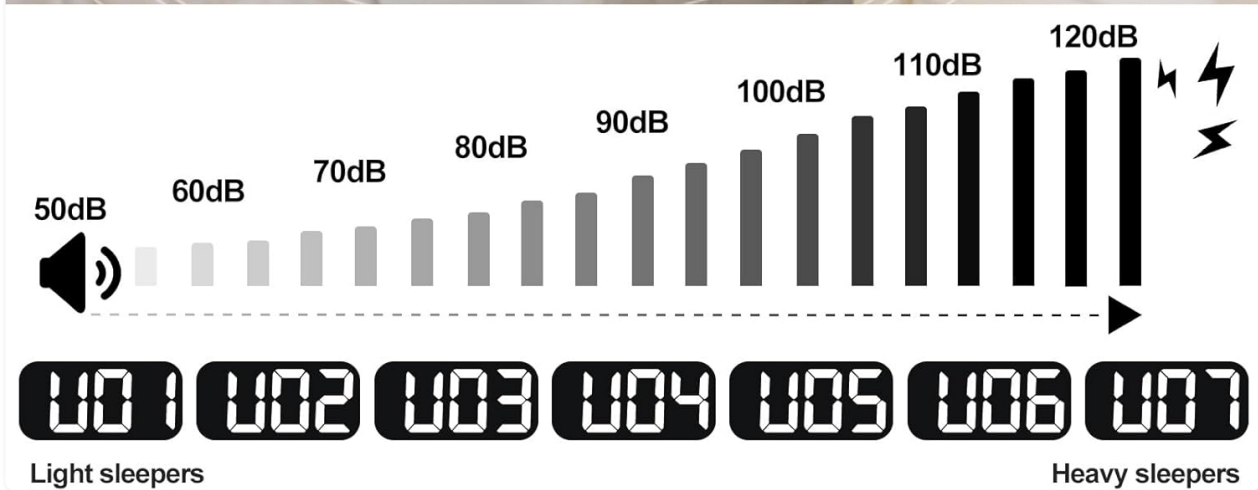 50dB
60dB
70dB
80dB
90dB
100dB
110dB
120dB
U01 U02 U03 U04 U05 U06 U07
Light sleepers
Heavy sleepers